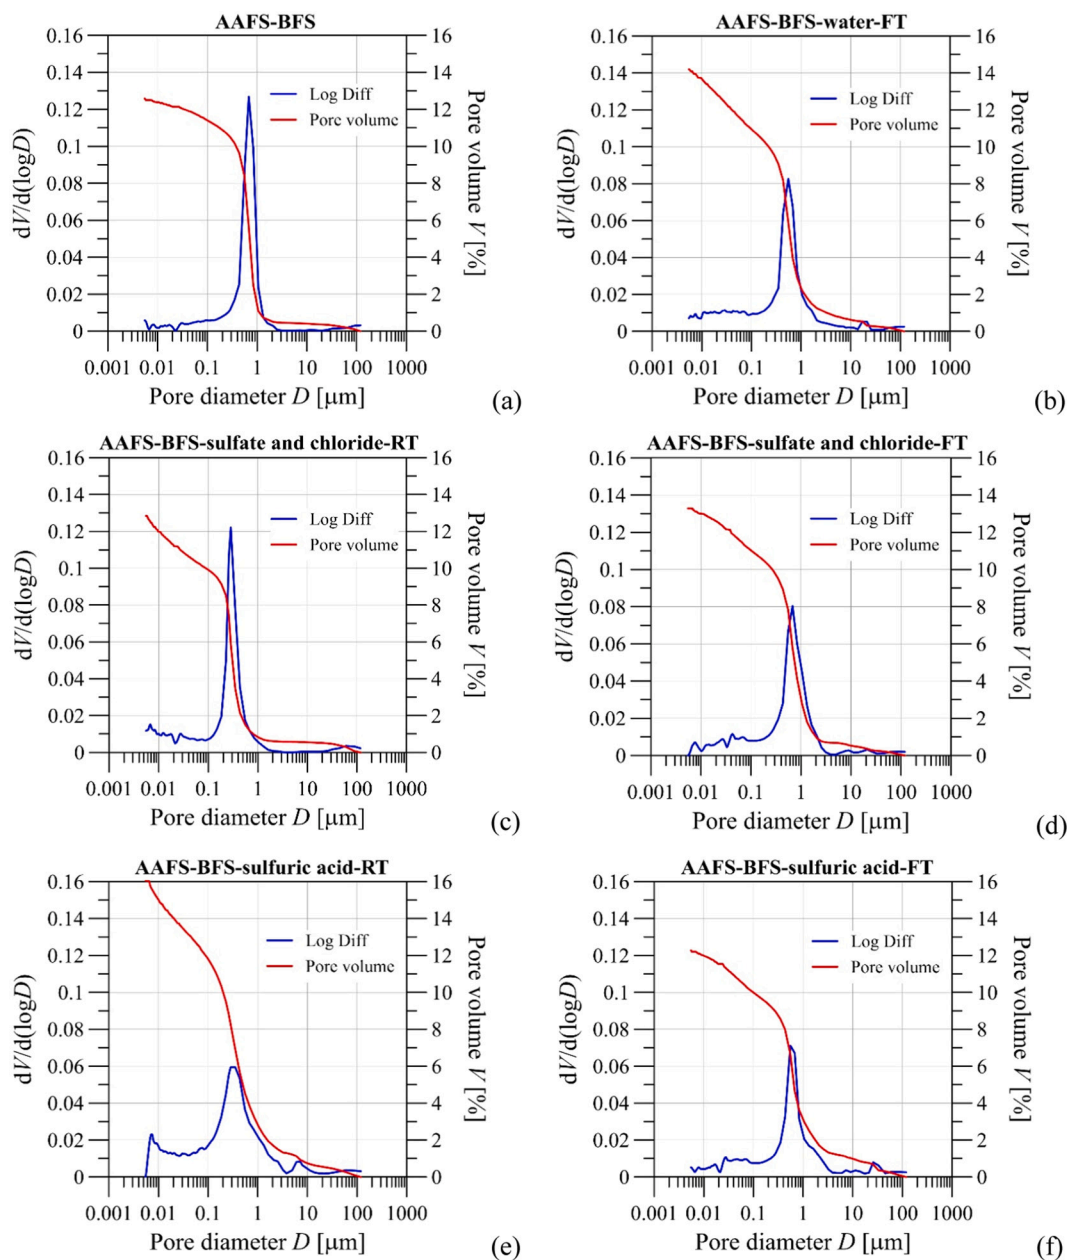 AAFS-BFS
0.16
0.14
0.12
0.1
0.08
0.06
0.04
0.02
0
dV/d(logD)
16
14
12
10
8
6
4
2
0
Pore volume V [%]
Log Diff
Pore volume
0.001 0.01 0.1 1 10 100 1000
Pore diameter D [μm]
(a)
AAFS-BFS-water-FT
0.16
0.14
0.12
0.1
0.08
0.06
0.04
0.02
0
dV/d(logD)
16
14
12
10
8
6
4
2
0
Pore volume V [%]
Log Diff
Pore volume
0.001 0.01 0.1 1 10 100 1000
Pore diameter D [μm]
(b)
AAFS-BFS-sulfate and chloride-RT
0.16
0.14
0.12
0.1
0.08
0.06
0.04
0.02
0
dV/d(logD)
16
14
12
10
8
6
4
2
0
Pore volume V [%]
Log Diff
Pore volume
0.001 0.01 0.1 1 10 100 1000
Pore diameter D [μm]
(c)
AAFS-BFS-sulfate and chloride-FT
0.16
0.14
0.12
0.1
0.08
0.06
0.04
0.02
0
dV/d(logD)
16
14
12
10
8
6
4
2
0
Pore volume V [%]
Log Diff
Pore volume
0.001 0.01 0.1 1 10 100 1000
Pore diameter D [μm]
(d)
AAFS-BFS-sulfuric acid-RT
0.16
0.14
0.12
0.1
0.08
0.06
0.04
0.02
0
dV/d(logD)
16
14
12
10
8
6
4
2
0
Pore volume V [%]
Log Diff
Pore volume
0.001 0.01 0.1 1 10 100 1000
Pore diameter D [μm]
(e)
AAFS-BFS-sulfuric acid-FT
0.16
0.14
0.12
0.1
0.08
0.06
0.04
0.02
0
dV/d(logD)
16
14
12
10
8
6
4
2
0
Pore volume V [%]
Log Diff
Pore volume
0.001 0.01 0.1 1 10 100 1000
Pore diameter D [μm]
(f)